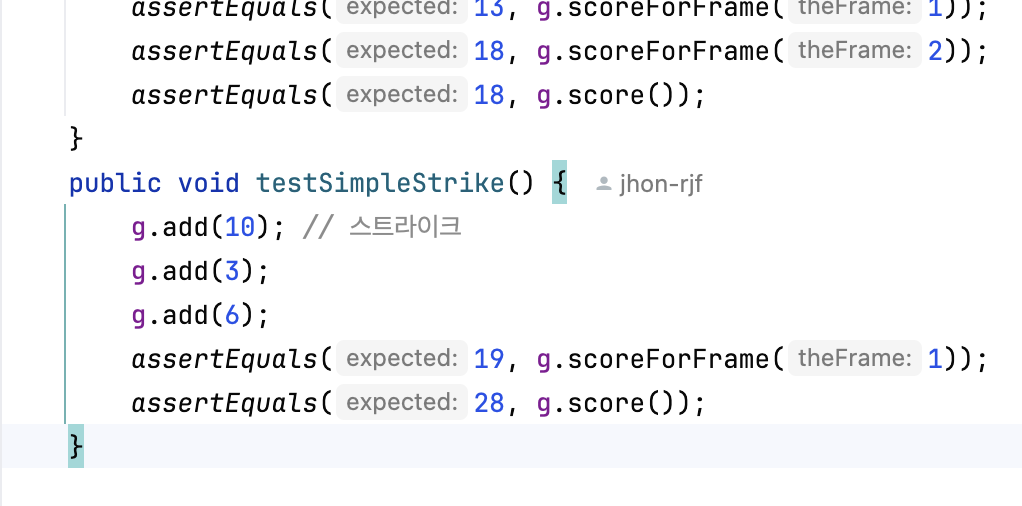 assertEquals( expected: 13, g.scoreForFrame( theFrame: 1));
assertEquals( expected: 18, g.scoreForFrame( theFrame: 2));
assertEquals( expected: 18, g.score());
}
public void testSimpleStrike() { jhon-rjf
g.add(10); // 스트라이크
g.add(3);
g.add(6);
assertEquals( expected: 19, g.scoreForFrame( theFrame: 1));
assertEquals( expected: 28, g.score());
}